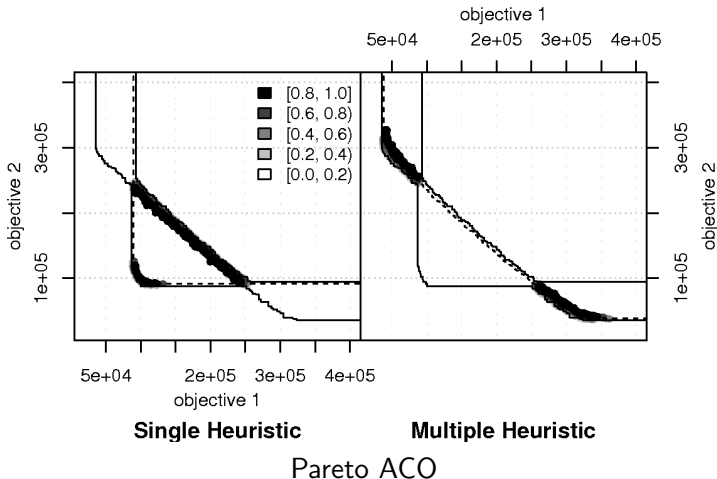 objective 1
5e+04 2e+05 3e+05 4e+05
objective 2
1e+05 3e+05
[0.8, 1.0]
[0.6, 0.8)
[0.4, 0.6)
[0.2, 0.4)
[0.0, 0.2)
1e+05 3e+05
objective 2
5e+04 2e+05 3e+05 4e+05
objective 1
Single Heuristic Multiple Heuristic
Pareto ACO